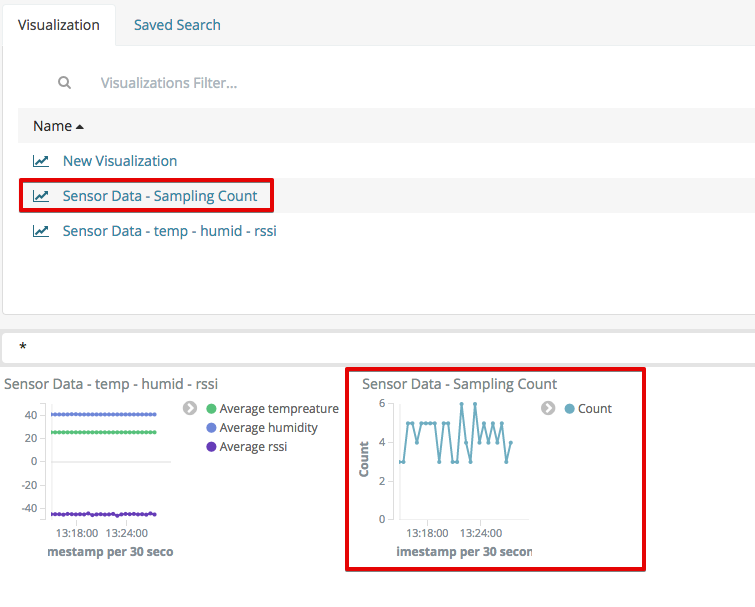 Visualization Saved Search
Visualizations Filter...
Name
New Visualization
Sensor Data - Sampling Count
Sensor Data - temp - humid - rssi
*
Sensor Data - temp - humid - rssi
40
20
0
-20
-40
13:18:00 13:24:00
mestamp per 30 seco
Average tempreature
Average humidity
Average rssi
Sensor Data - Sampling Count
Count
6
4
2
0
13:18:00 13:24:00
imestamp per 30 secon
Count